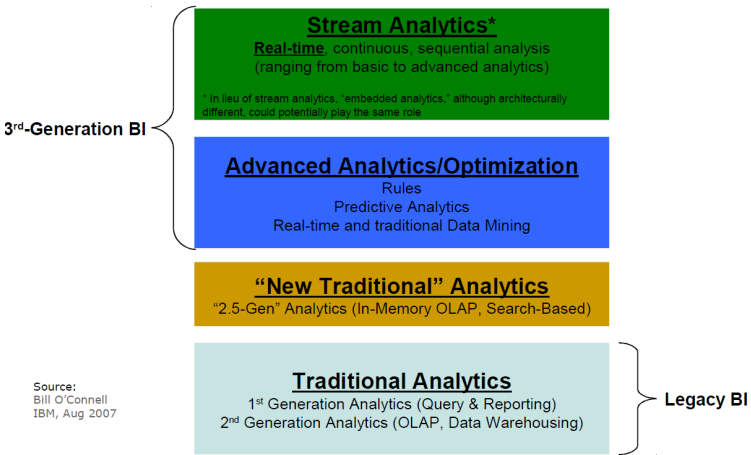 Stream Analytics*
Real-time, continuous, sequential analysis
(ranging from basic to advanced analytics)
* In lieu of stream analytics, “embedded analytics,” although architecturally
different, could potentially play the same role
3rd-Generation BI
Advanced Analytics/Optimization
Rules
Predictive Analytics
Real-time and traditional Data Mining
“New Traditional” Analytics
“2.5-Gen” Analytics (In-Memory OLAP, Search-Based)
Traditional Analytics
1st Generation Analytics (Query & Reporting)
2nd Generation Analytics (OLAP, Data Warehousing)
Legacy BI
Source:
Bill O’Connell
IBM, Aug 2007